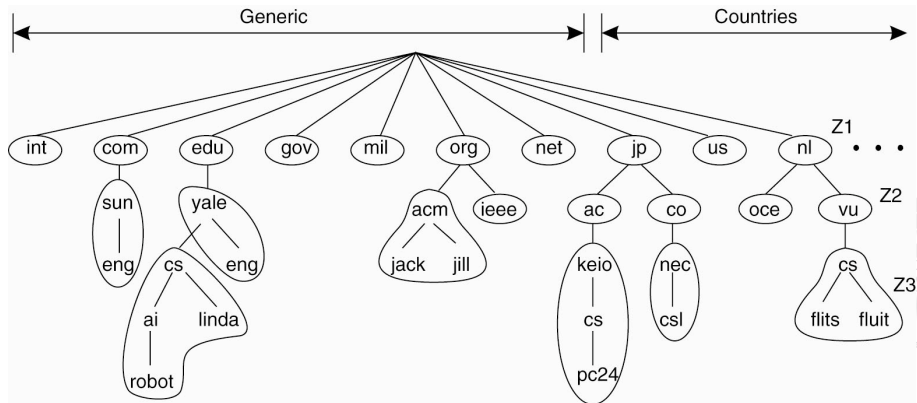 Generic Countries
Z1
int com edu gov mil org net jp us nl • • •
Z2
sun yale acm ieee ac co oce vu
eng cs eng jack jill keio nec cs
Z3
ai linda cs csl flits fluit
robot pc24